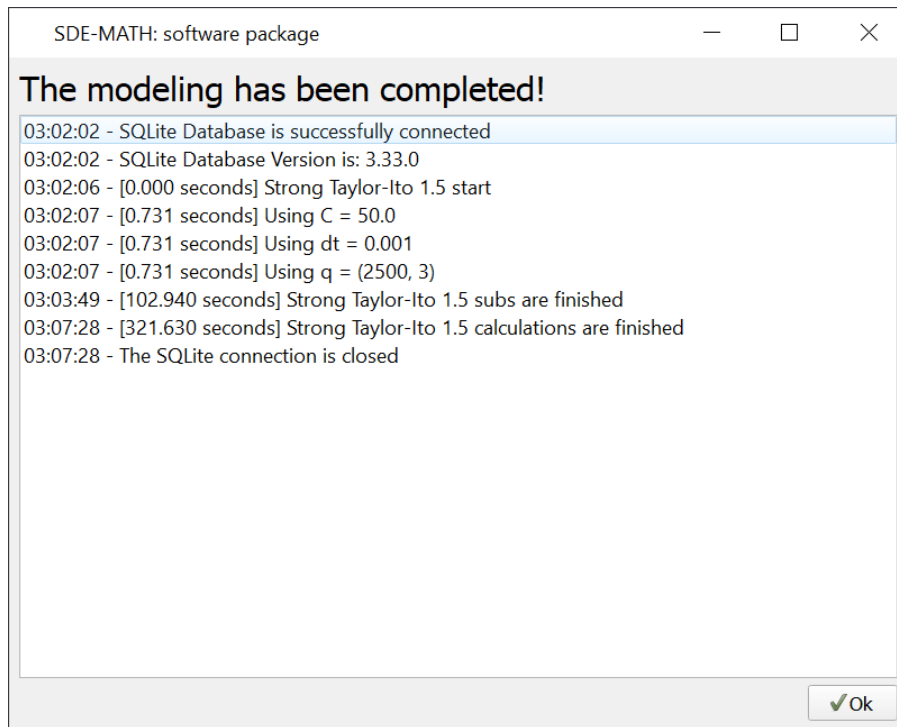 SDE-MATH: software package
The modeling has been completed!
03:02:02 - SQLite Database is successfully connected
03:02:02 - SQLite Database Version is: 3.33.0
03:02:06 - [0.000 seconds] Strong Taylor-Ito 1.5 start
03:02:07 - [0.731 seconds] Using C = 50.0
03:02:07 - [0.731 seconds] Using dt = 0.001
03:02:07 - [0.731 seconds] Using q = (2500, 3)
03:03:49 - [102.940 seconds] Strong Taylor-Ito 1.5 subs are finished
03:07:28 - [321.630 seconds] Strong Taylor-Ito 1.5 calculations are finished
03:07:28 - The SQLite connection is closed
Ok